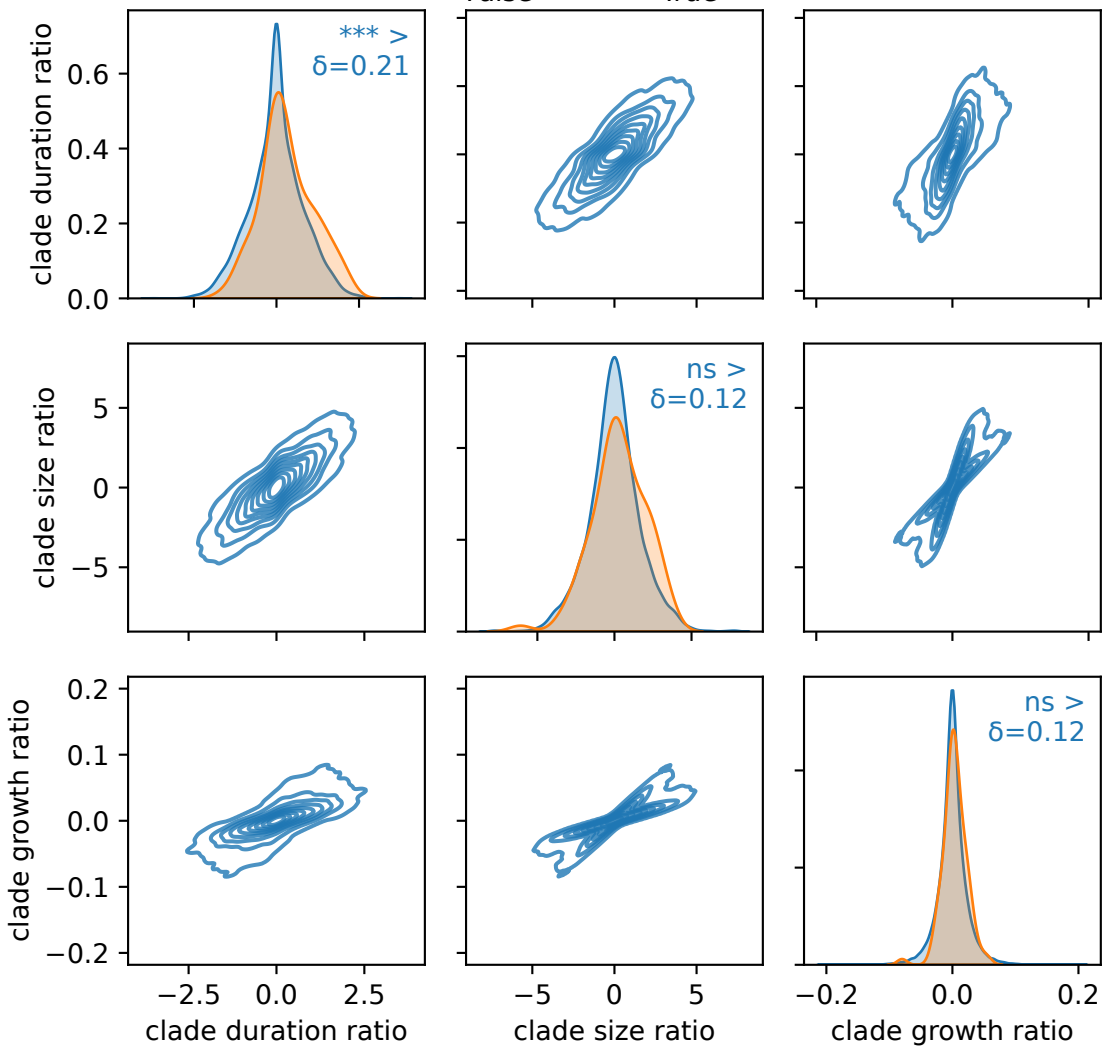 clade duration ratio
0.6
0.4
0.2
0.0
*** >
δ=0.21
clade size ratio
5
0
−5
ns >
δ=0.12
clade growth ratio
0.2
0.1
0.0
−0.1
−0.2
ns >
δ=0.12
−2.5 0.0 2.5
clade duration ratio
−5 0 5
clade size ratio
−0.2 0.0 0.2
clade growth ratio